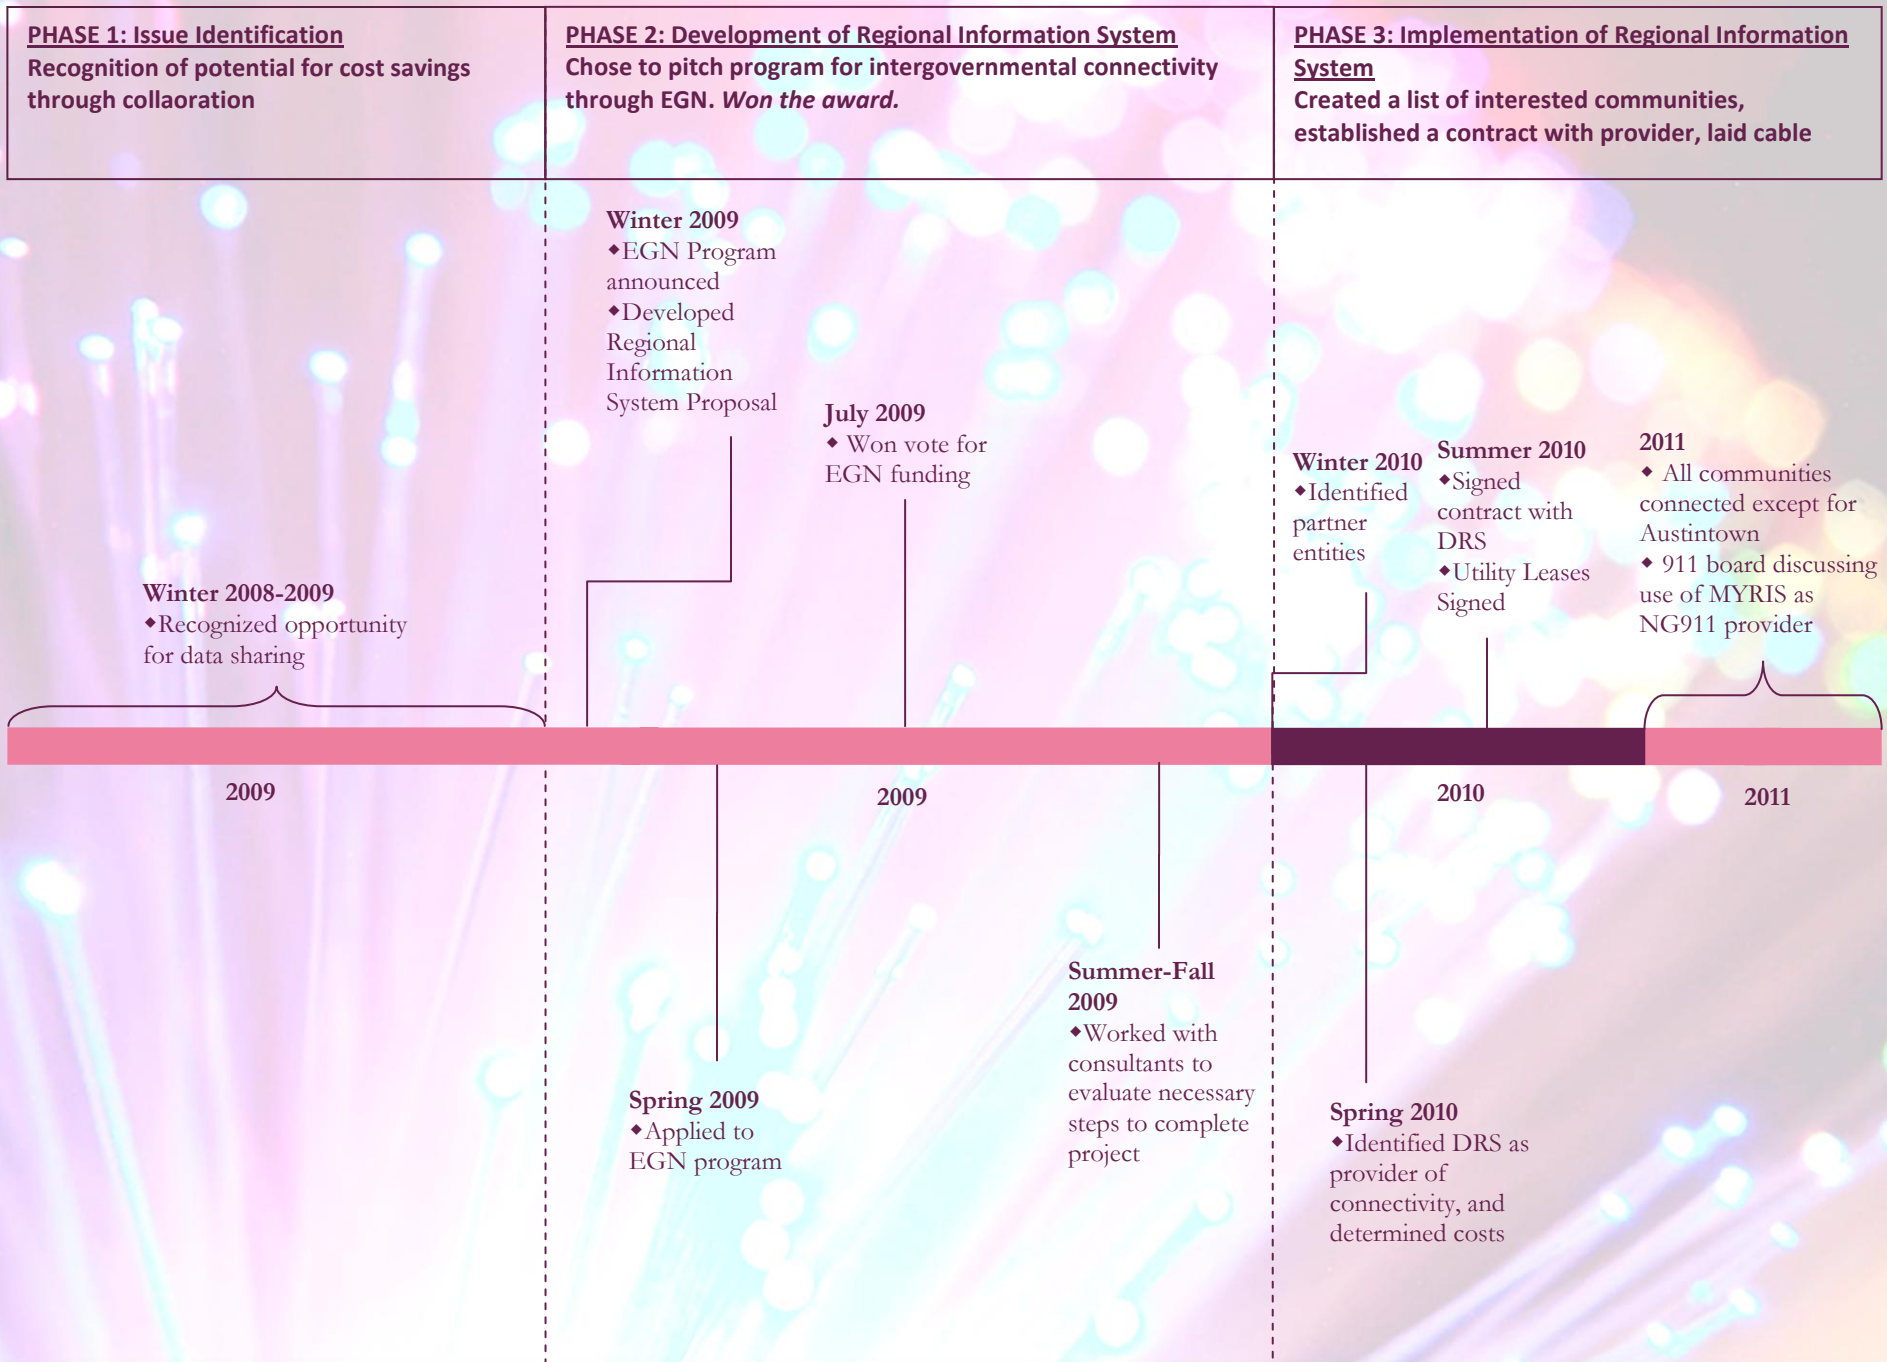 PHASE 1: Issue Identification
Recognition of potential for cost savings
through collaoration
PHASE 2: Development of Regional Information System
Chose to pitch program for intergovernmental connectivity
through EGN. Won the award.
PHASE 3: Implementation of Regional Information
System
Created a list of interested communities,
established a contract with provider, laid cable
Winter 2008-2009
◆Recognized opportunity
for data sharing
Winter 2009
◆EGN Program
announced
◆Developed
Regional
Information
System Proposal
July 2009
◆ Won vote for
EGN funding
Winter 2010
◆Identified
partner
entities
Summer 2010
◆Signed
contract with
DRS
◆Utility Leases
Signed
2011
◆ All communities
connected except for
Austintown
◆ 911 board discussing
use of MYRIS as
NG911 provider
2009
2009
2010
2011
Spring 2009
◆Applied to
EGN program
Summer-Fall
2009
◆Worked with
consultants to
evaluate necessary
steps to complete
project
Spring 2010
◆Identified DRS as
provider of
connectivity, and
determined costs